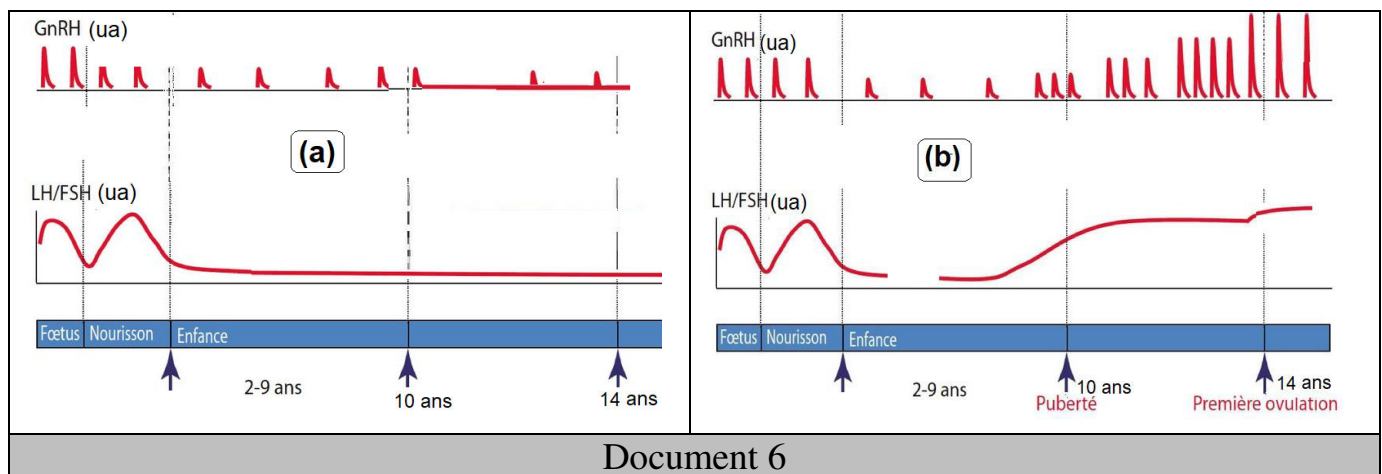 GnRH (ua)
(a)
LH/FSH (ua)
Fœtus Nourisson Enfance
2-9 ans 10 ans 14 ans
GnRH (ua)
(b)
LH/FSH (ua)
Fœtus Nourisson Enfance
2-9 ans 10 ans 14 ans
Puberté Première ovulation
Document 6